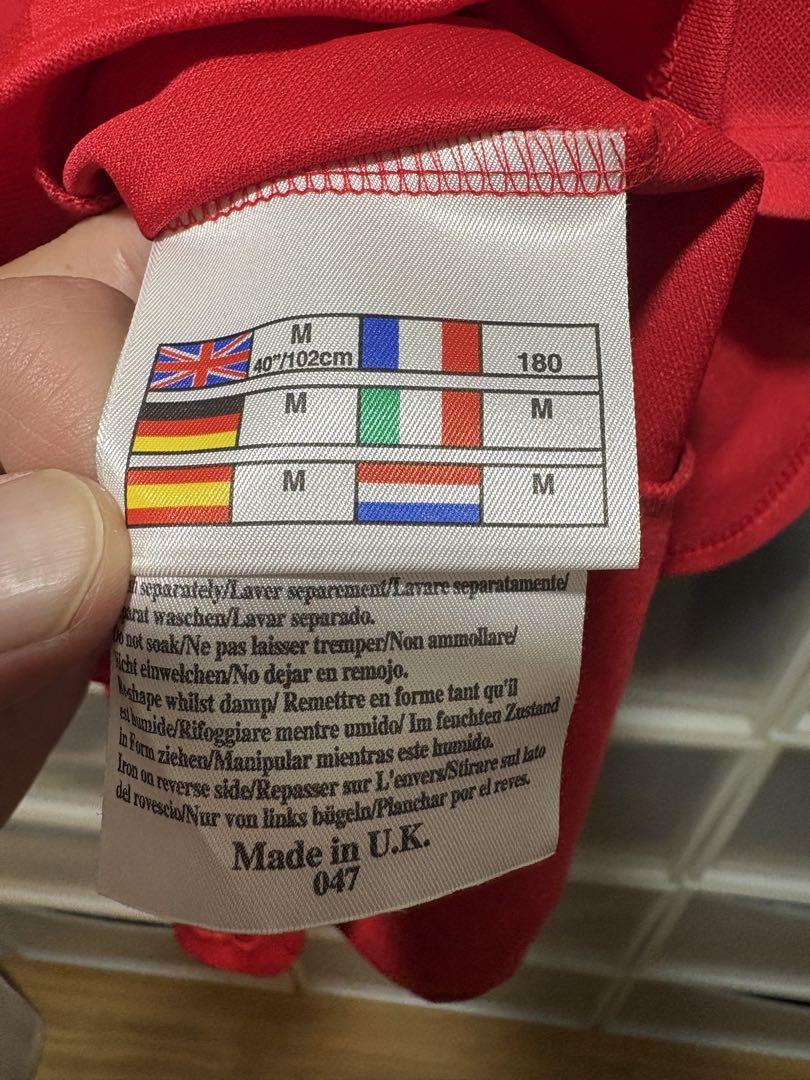 M
40"/102cm
180
M
M
M
M
separately/Laver separement/Lavare separatamente/
waschen/Lavar separado.
not soak/Ne pas laisser tremper/Non ammollare/
einweichen/No dejar en remojo.
whilst damp/ Remettre en forme tant qu'il
est humide/Rifoggiare mentre umido/ Im feuchten Zustand
in Form ziehen/Manipular mientras este humido.
Iron on reverse side/Repasser sur L'envers/Stirare sul lato
del rovescio/Nur von links bügeln/Planchar por el reves.
Made in U.K.
047